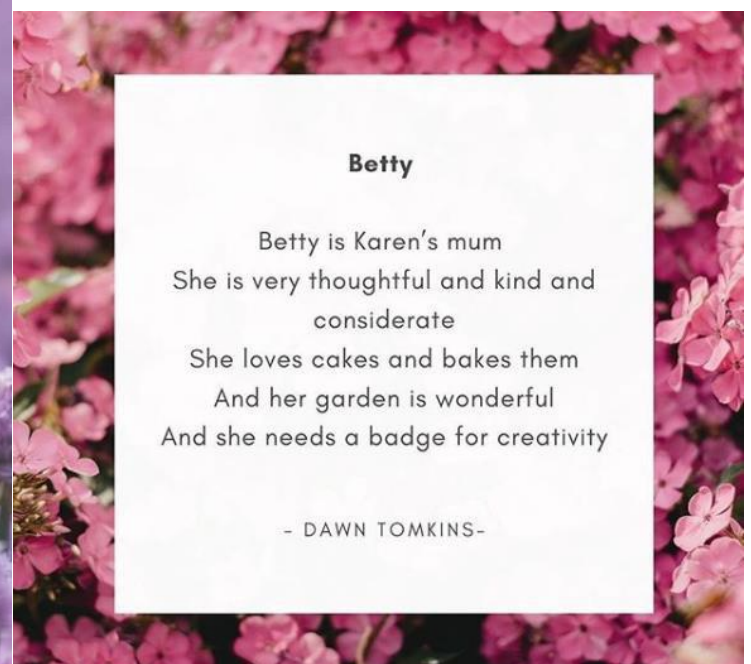 Betty
Betty is Karen's mum
She is very thoughtful and kind and
considerate
She loves cakes and bakes them
And her garden is wonderful
And she needs a badge for creativity
- DAWN TOMKINS-